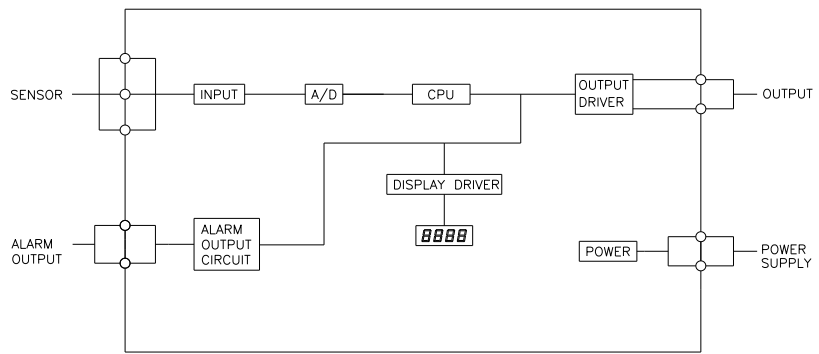 SENSOR
INPUT
A/D
CPU
OUTPUT
DRIVER
OUTPUT
DISPLAY DRIVER
8888
ALARM
OUTPUT
ALARM
OUTPUT
CIRCUIT
POWER
POWER
SUPPLY